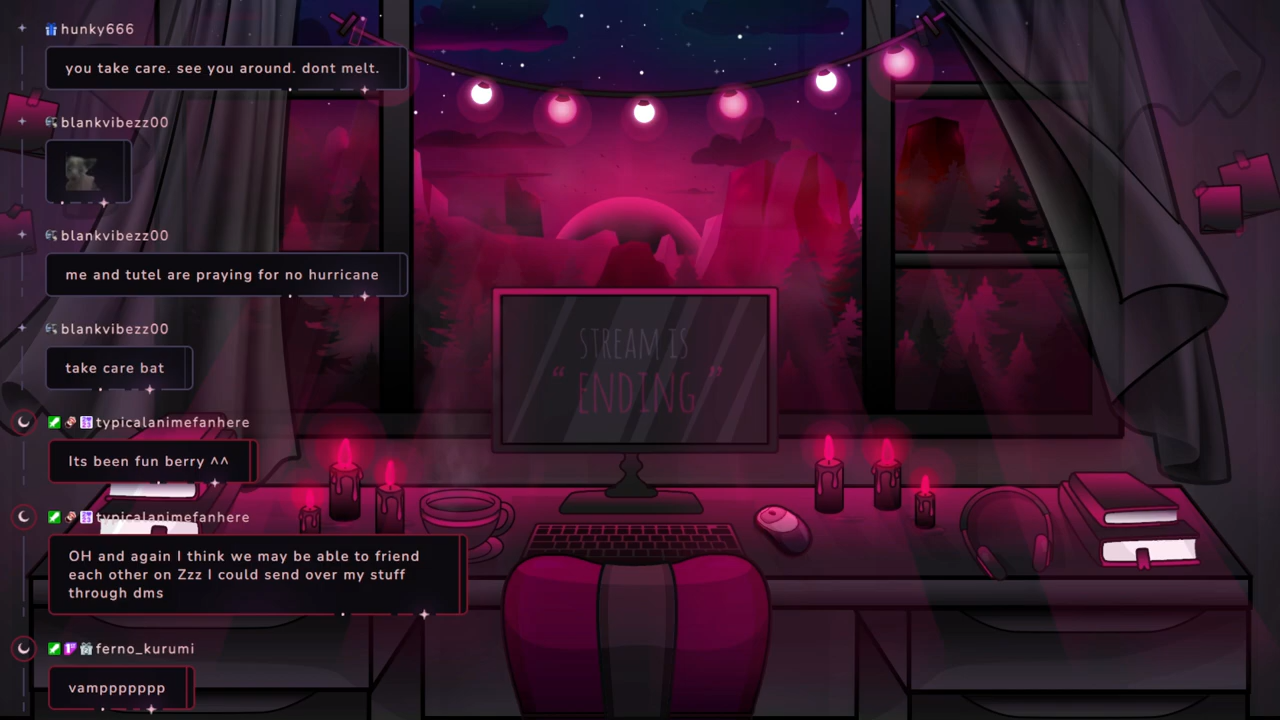 hunky666
you take care. see you around. dont melt.
blankvibezz00
blankvibezz00
me and tutel are praying for no hurricane
blankvibezz00
take care bat
typicalanimefanhere
Its been fun berry ^^
typicalanimefanhere
OH and again I think we may be able to friend
each other on Zzz I could send over my stuff
through dms
ferno_kurumi
vampppppppp
STREAM IS
“ ENDING ”